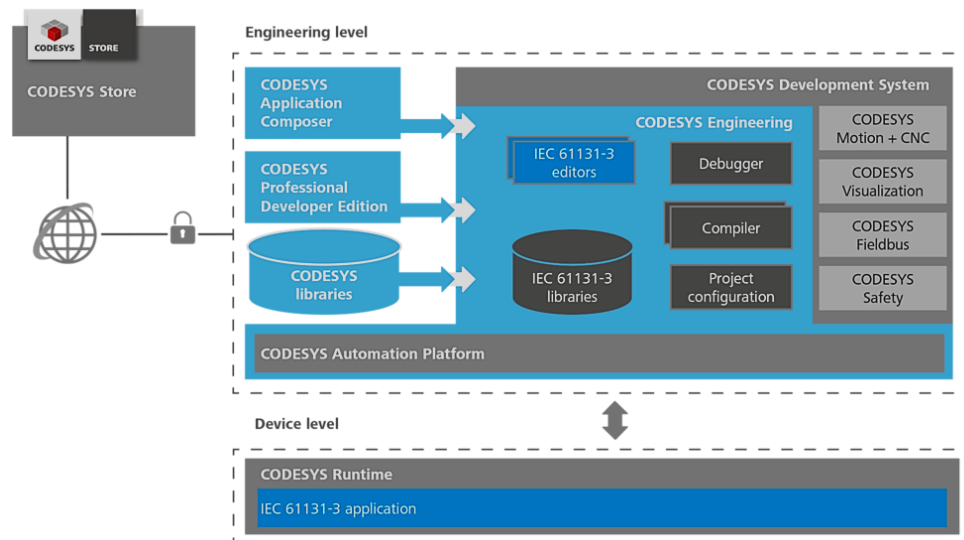 CODESYS
STORE
CODESYS Store
Engineering level
CODESYS
Application
Composer
CODESYS
Professional
Developer Edition
CODESYS
libraries
CODESYS Development System
CODESYS Engineering
IEC 61131-3
editors
Debugger
Compiler
IEC 61131-3
libraries
Project
configuration
CODESYS
Motion + CNC
CODESYS
Visualization
CODESYS
Fieldbus
CODESYS
Safety
CODESYS Automation Platform
Device level
CODESYS Runtime
IEC 61131-3 application